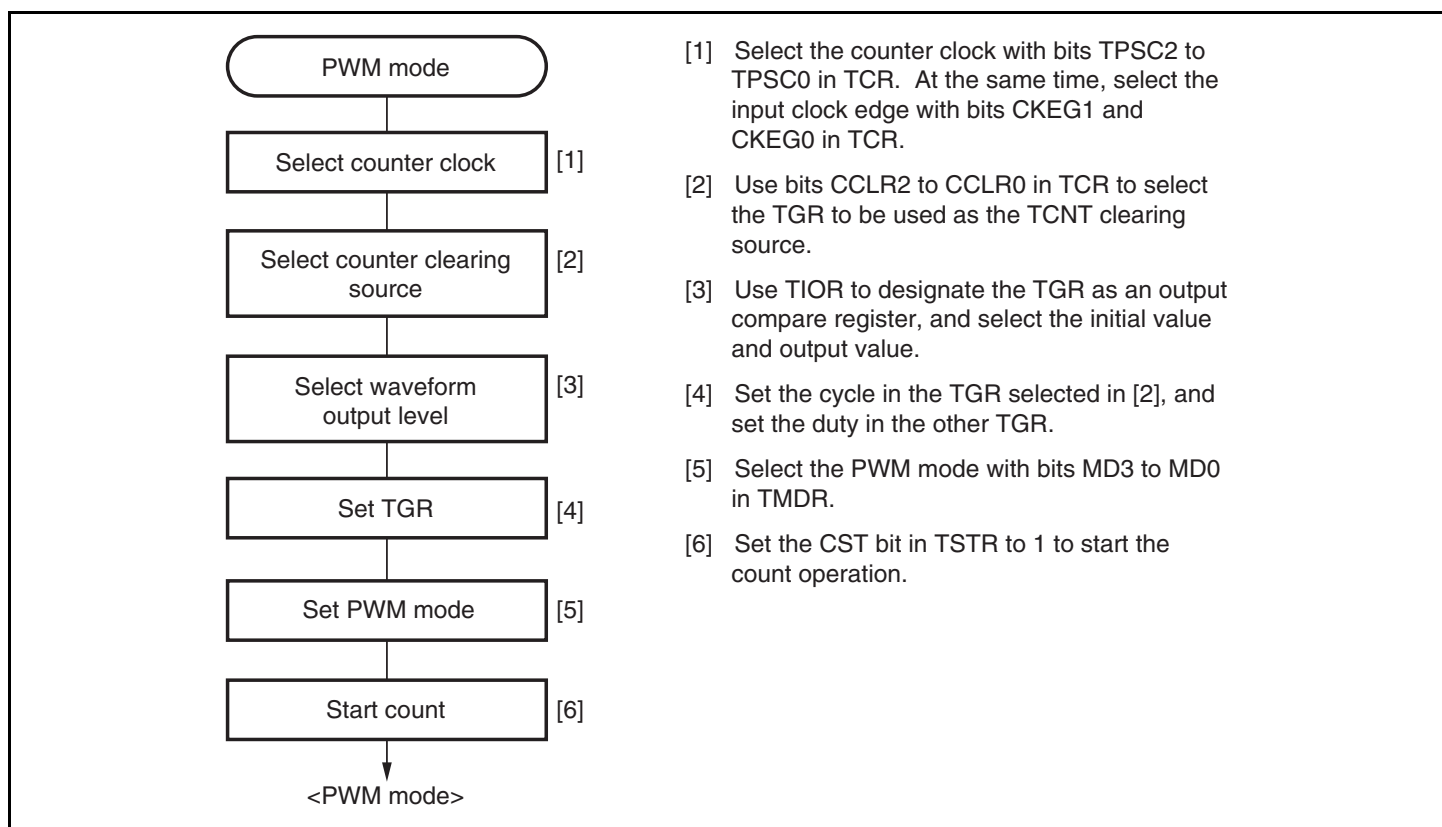 PWM mode
Select counter clock
[1]
Select counter clearing
source
[2]
Select waveform
output level
[3]
Set TGR
[4]
Set PWM mode
[5]
Start count
[6]
<PWM mode>
[1] Select the counter clock with bits TPSC2 to
TPSC0 in TCR. At the same time, select the
input clock edge with bits CKEG1 and
CKEG0 in TCR.
[2] Use bits CCLR2 to CCLR0 in TCR to select
the TGR to be used as the TCNT clearing
source.
[3] Use TIOR to designate the TGR as an output
compare register, and select the initial value
and output value.
[4] Set the cycle in the TGR selected in [2], and
set the duty in the other TGR.
[5] Select the PWM mode with bits MD3 to MD0
in TMDR.
[6] Set the CST bit in TSTR to 1 to start the
count operation.